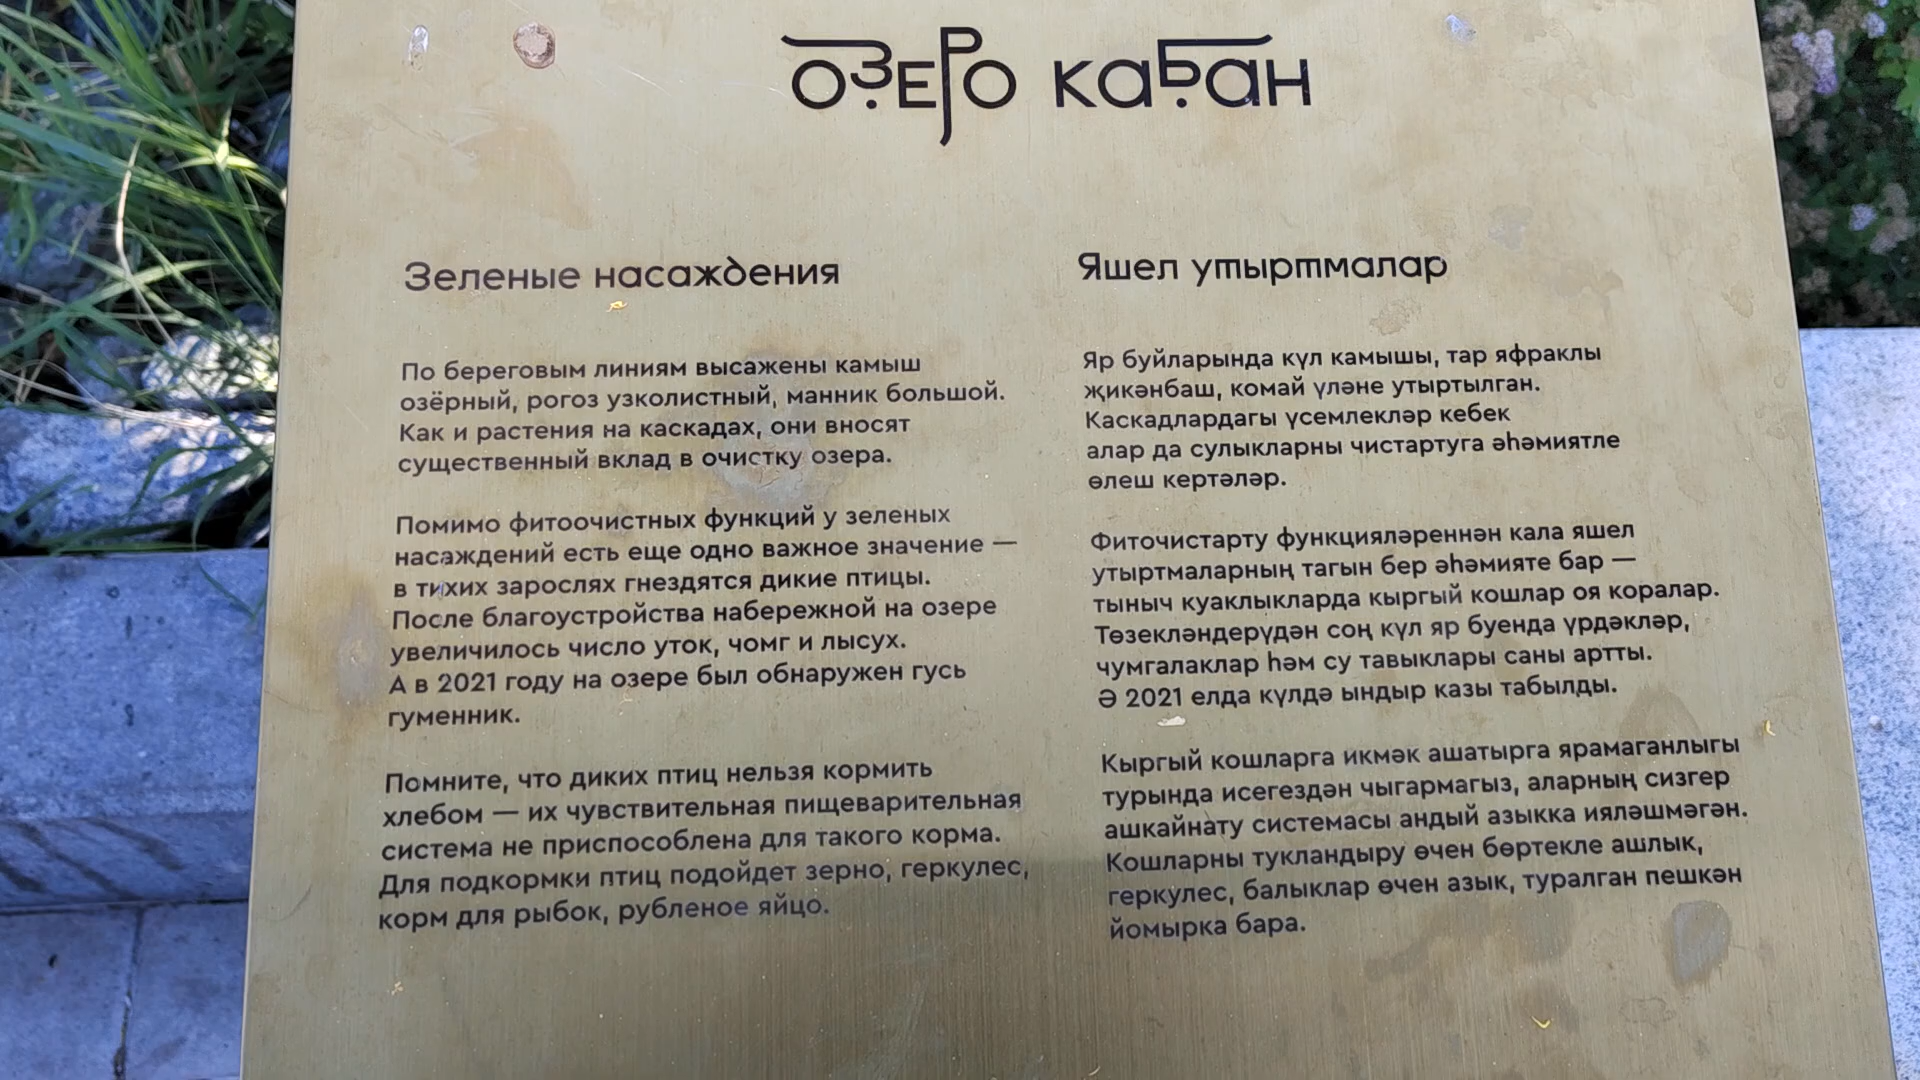 Озеро Кабан
Зеленые насаждения
По береговым линиям высажены камыш
озёрный, рогоз узколистный, манник большой.
Как и растения на каскадах, они вносят
существенный вклад в очистку озера.
Помимо фитоочистных функций у зеленых
насаждений есть еще одно важное значение —
в тихих зарослях гнездятся дикие птицы.
После благоустройства набережной на озере
увеличилось число уток, чомг и лысух.
А в 2021 году на озере был обнаружен гусь
гуменник.
Помните, что диких птиц нельзя кормить
хлебом — их чувствительная пищеварительная
система не приспособлена для такого корма.
Для подкормки птиц подойдет зерно, геркулес,
корм для рыбок, рубленое яйцо.
Яшел утыртмалар
Яр буйларында күл камышы, тар яфраклы
җикәнбаш, комай үләне утыртылган.
Каскадлардагы үсемлекләр кебек
алар да сулыкларны чистартуга әһәмиятле
өлеш кертәләр.
Фиточистарту функцияләреннән кала яшел
утыртмаларның тагын бер әһәмияте бар —
тыныч куаклыкларда кыргый кошлар оя коралар.
Төзекләндерүдән соң күл яр буенда үрдәкләр,
чумгалаклар һәм су тавыклары саны артты.
Ә 2021 елда күлдә ындыр казы табылды.
Кыргый кошларга икмәк ашатырга ярамаганлыгы
турында исегездән чыгармагыз, аларның сизгер
ашкайнату системасы андый азыкка ияләшмәгән.
Кошларны тукландыру өчен бөртекле ашлык,
геркулес, балыклар өчен азык, туралган пешкән
йомырка бара.